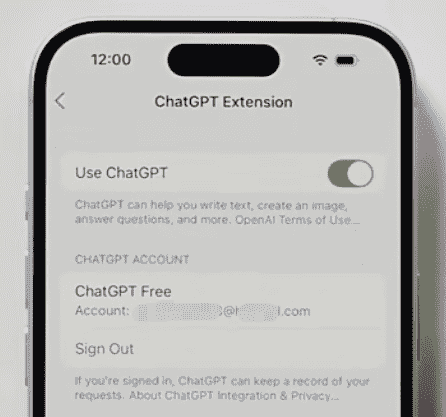 12:00
ChatGPT Extension
Use ChatGPT
ChatGPT can help you write text, create an image,
answer questions, and more. OpenAI Terms of Use...
CHATGPT ACCOUNT
ChatGPT Free
Account: .com
Sign Out
If you're signed in, ChatGPT can keep a record of your
requests. About ChatGPT Integration & Privacy...